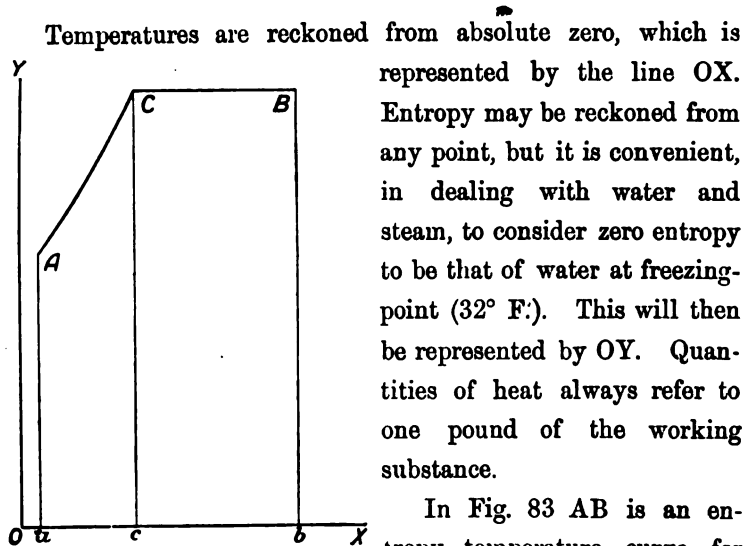 Temperatures are reckoned from absolute zero, which is
represented by the line OX.
Entropy may be reckoned from
any point, but it is convenient,
in dealing with water and
steam, to consider zero entropy
to be that of water at freezing-
point (32° F.). This will then
be represented by OY. Quan-
tities of heat always refer to
one pound of the working
substance.
In Fig. 83 AB is an en-
Y
C B
A
O a c b X